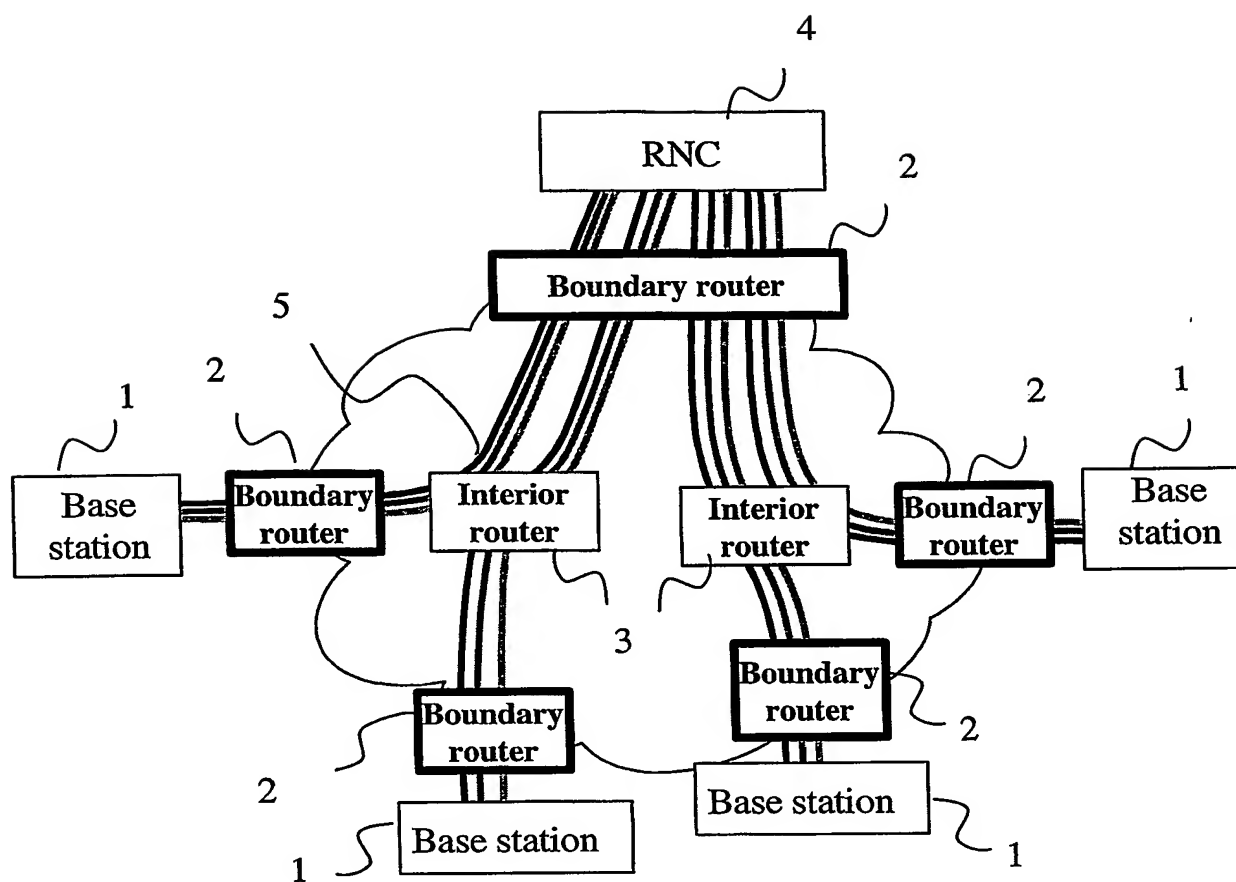 4
RNC
2
Boundary router
5
2
1
2
1
Base
station
Boundary
router
Interior
router
Interior
router
Boundary
router
Base
station
3
Boundary
router
2
Boundary
router
2
Base station
1
Base station
1